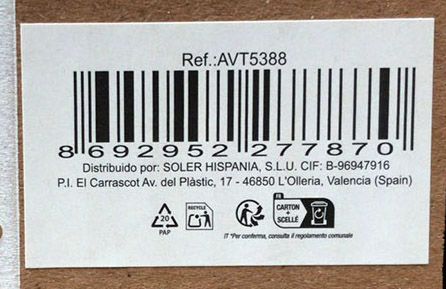 Ref.:AVT5388
8 692952 277870
Distribuido por: SOLER HISPANIA, S.L.U. CIF: B-96947916
P.I. El Carrascot Av. del Plàstic, 17 - 46850 L'Olleria, Valencia (Spain)
20
PAP
RECYCLE
FR
CARTON
+
SCELLÉ
IT *Per conferma, consulta il regolamento comunale